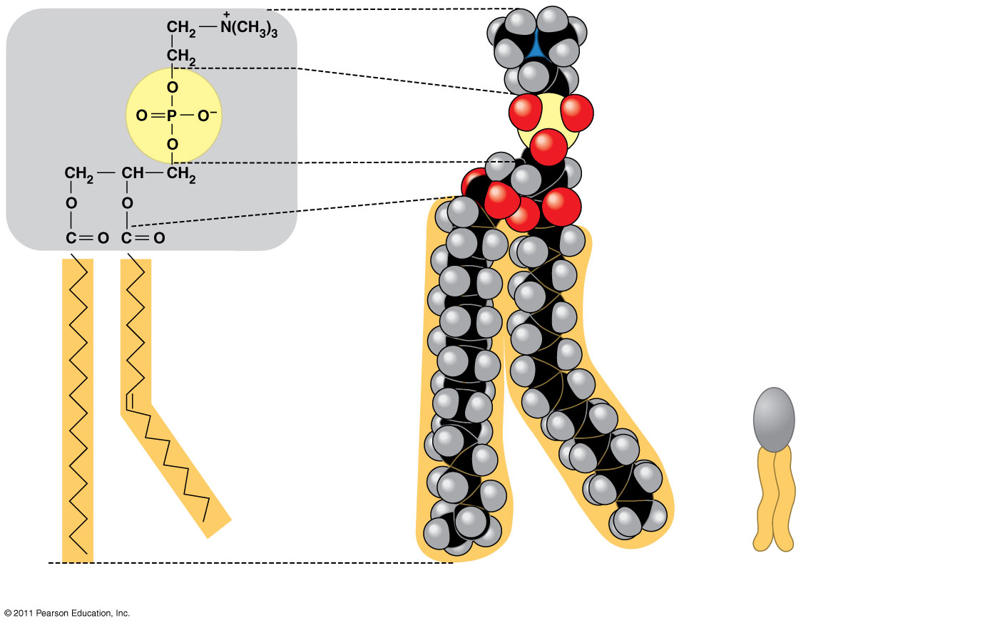 +
CH₂ — N(CH₃)₃
CH₂
O
O=P—O⁻
O
CH₂ — CH — CH₂
O O
C=O C=O
© 2011 Pearson Education, Inc.